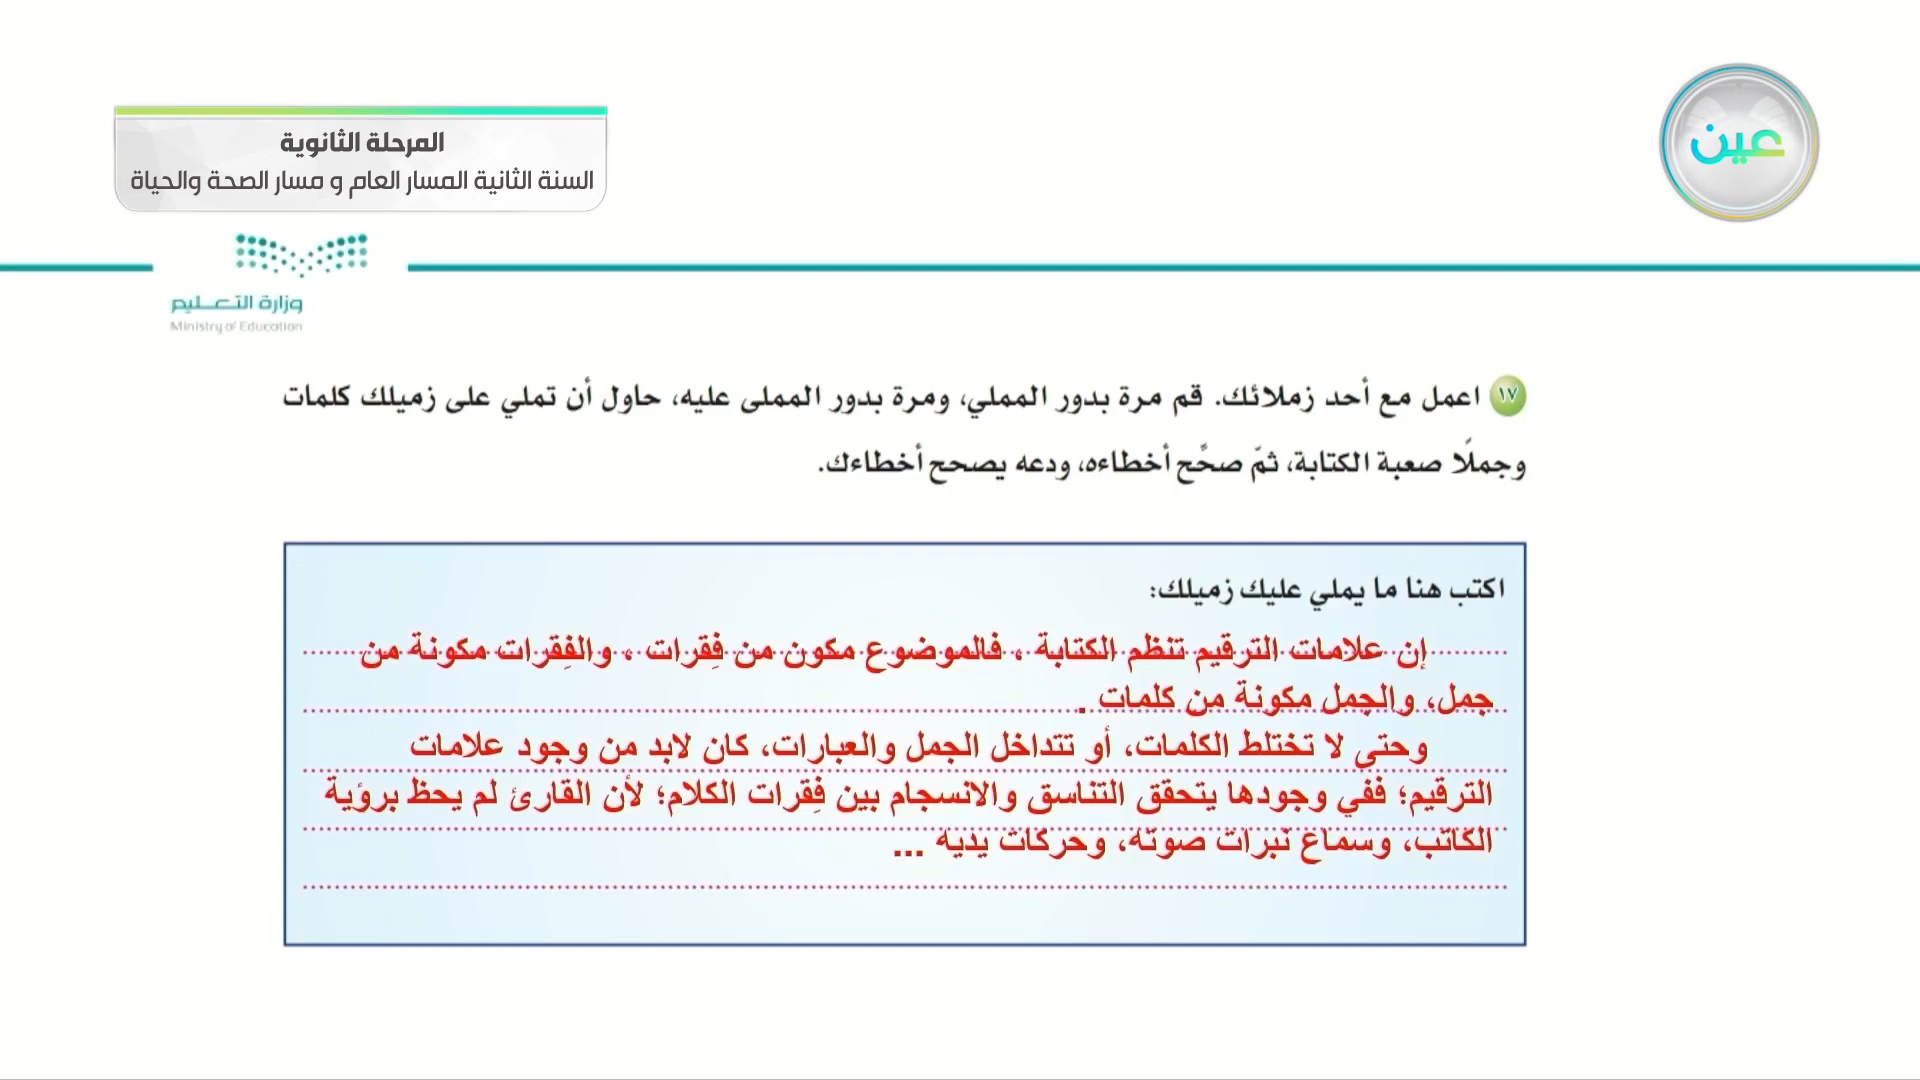 عين
المرحلة الثانوية
السنة الثانية المسار العام و مسار الصحة والحياة
وزارة التعليم
Ministry of Education
١٧ اعمل مع أحد زملائك. قم مرة بدور المملي، ومرة بدور المملى عليه، حاول أن تملي على زميلك كلمات
وجملًا صعبة الكتابة، ثمّ صحّح أخطاءه، ودعه يصحح أخطاءك.
اكتب هنا ما يملي عليك زميلك:
إن علامات الترقيم تنظم الكتابة ، فالموضوع مكون من فِقرات ، والفِقرات مكونة من
جمل، والجمل مكونة من كلمات .
وحتى لا تختلط الكلمات، أو تتداخل الجمل والعبارات، كان لابد من وجود علامات
الترقيم؛ ففي وجودها يتحقق التناسق والانسجام بين فِقرات الكلام؛ لأن القارئ لم يحظ برؤية
الكاتب، وسماع نبرات صوته، وحركات يديه ...